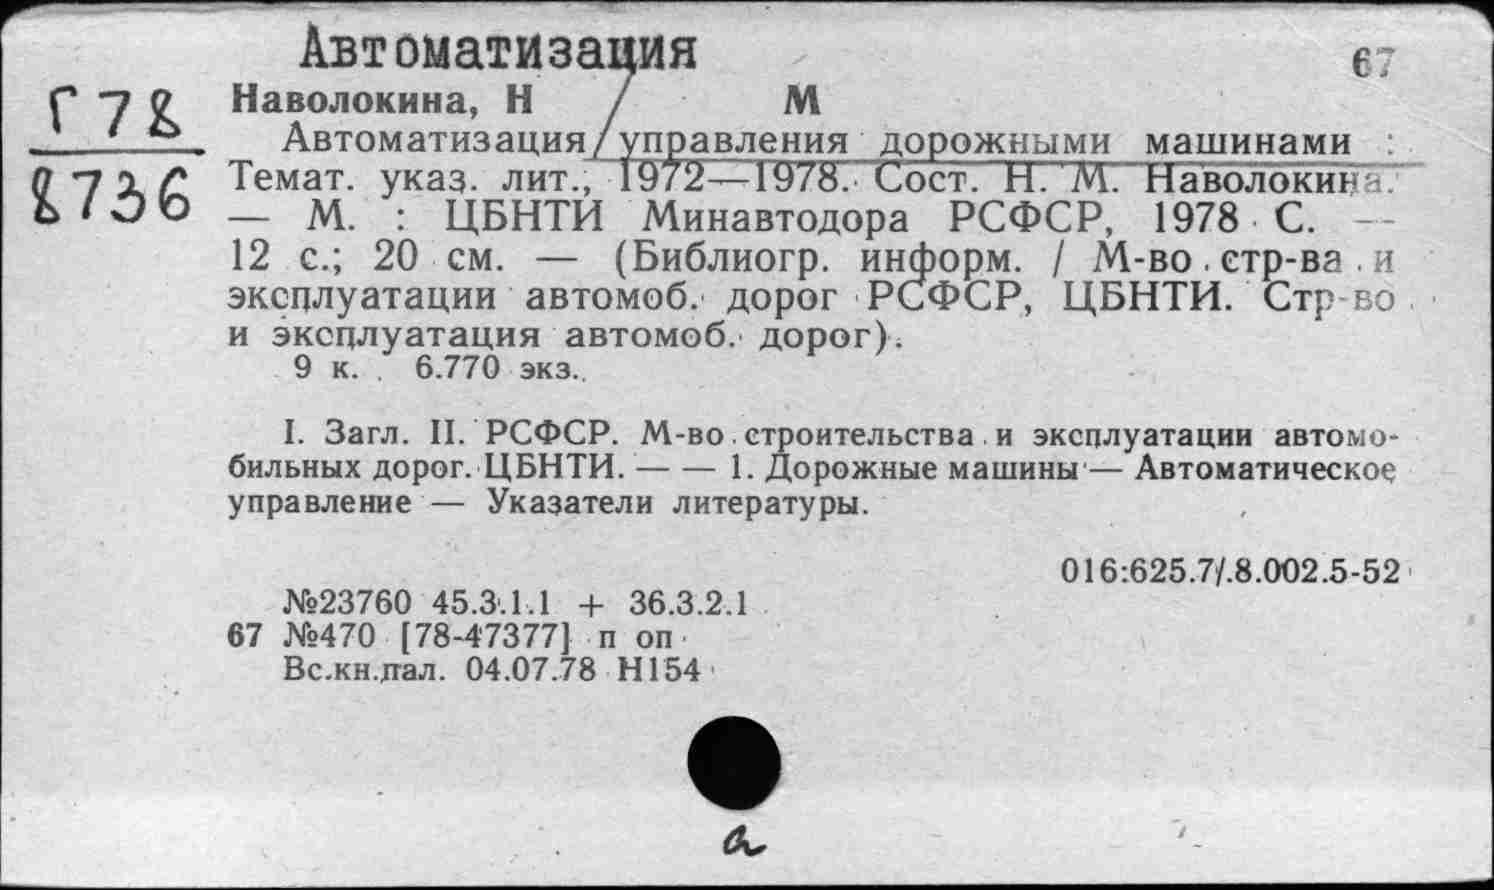 Автоматизация
67
Г78
8736
Наволокина, Н М
Автоматизация управления дорожными машинами :
Темат. указ. лит., 1972—1978. Сост. Н. М. Наволокина.
— М. : ЦБНТИ Минавтодора РСФСР, 1978 С. —
12 с.; 20 см. — (Библиогр. информ. / М-во. стр-ва . и
эксплуатации автомоб. дорог РСФСР, ЦБНТИ. Стр-во
и эксплуатация автомоб. дорог).
9 к. . 6.770 экз.
I. Загл. II. РСФСР. М-во строительства и эксплуатации автомо-
бильных дорог. ЦБНТИ. — — 1. Дорожные машины — Автоматическое
управление — Указатели литературы.
016:625.7/.8.002.5-52
№23760 45.3.1.1 + 36.3.2.1
67 №470 [78-47377] п оп
Вс.кн.пал. 04.07.78 Н154
а